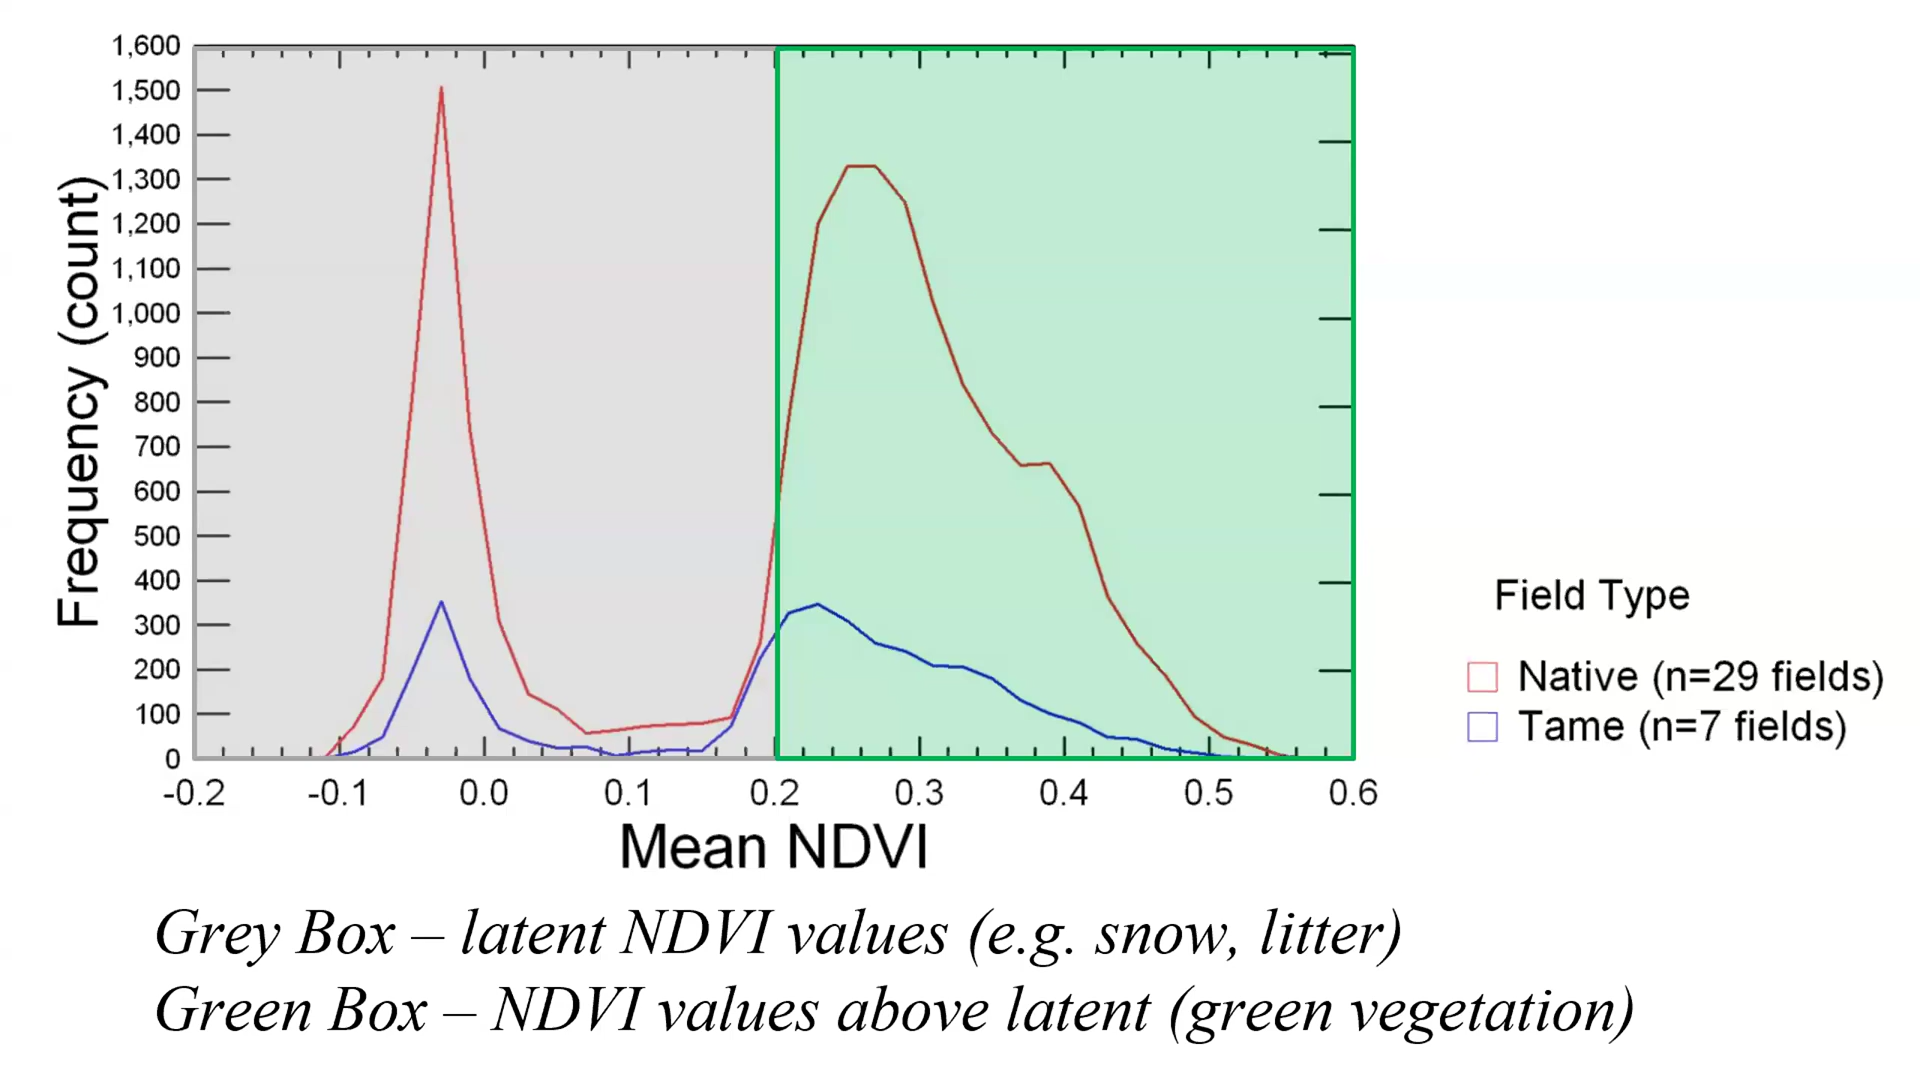 1,600
1,500
1,400
1,300
1,200
1,100
1,000
900
800
700
600
500
400
300
200
100
0
Frequency (count)
-0.2 -0.1 0.0 0.1 0.2 0.3 0.4 0.5 0.6
Mean NDVI
Field Type
Native (n=29 fields)
Tame (n=7 fields)
Grey Box – latent NDVI values (e.g. snow, litter)
Green Box – NDVI values above latent (green vegetation)